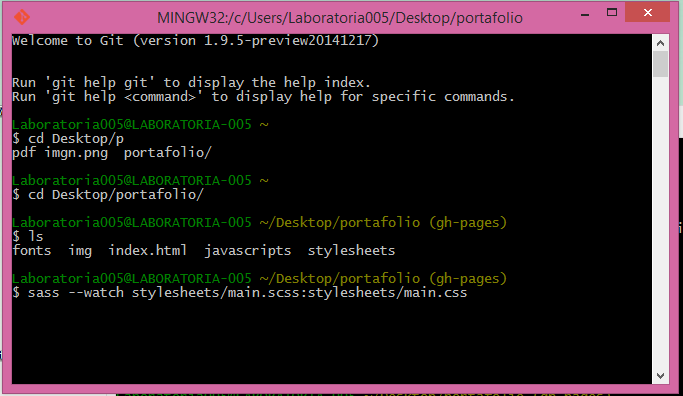 MINGW32:/c/Users/Laboratoria005/Desktop/portafolio
Welcome to Git (version 1.9.5-preview20141217)
Run 'git help git' to display the help index.
Run 'git help <command>' to display help for specific commands.
Laboratoria005@LABORATORIA-005 ~
$ cd Desktop/p
pdf imgn.png  portafolio/
Laboratoria005@LABORATORIA-005 ~
$ cd Desktop/portafolio/
Laboratoria005@LABORATORIA-005 ~/Desktop/portafolio (gh-pages)
$ ls
fonts  img  index.html  javascripts  stylesheets
Laboratoria005@LABORATORIA-005 ~/Desktop/portafolio (gh-pages)
$ sass --watch stylesheets/main.scss:stylesheets/main.css